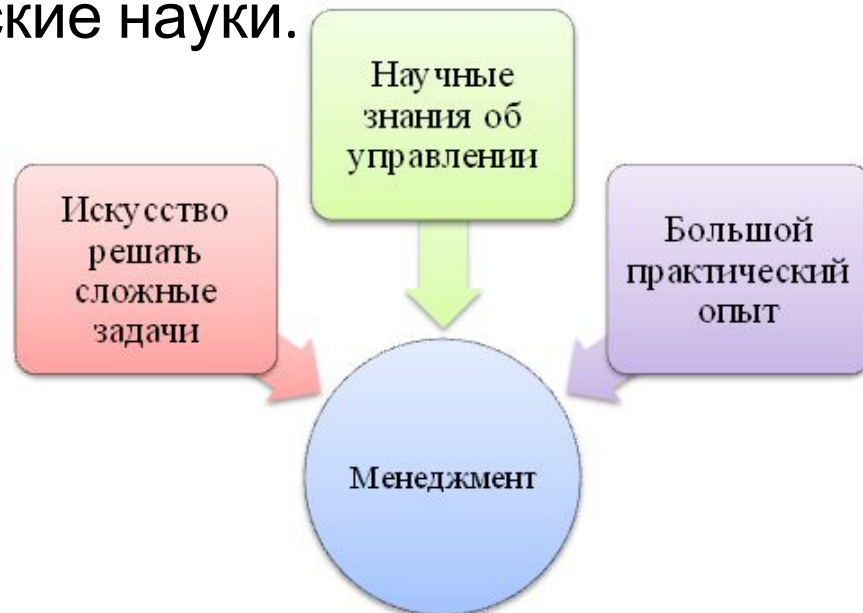 ские науки.
Научные
знания об
управлении
Искусство
решать
сложные
задачи
Большой
практический
опыт
Менеджмент